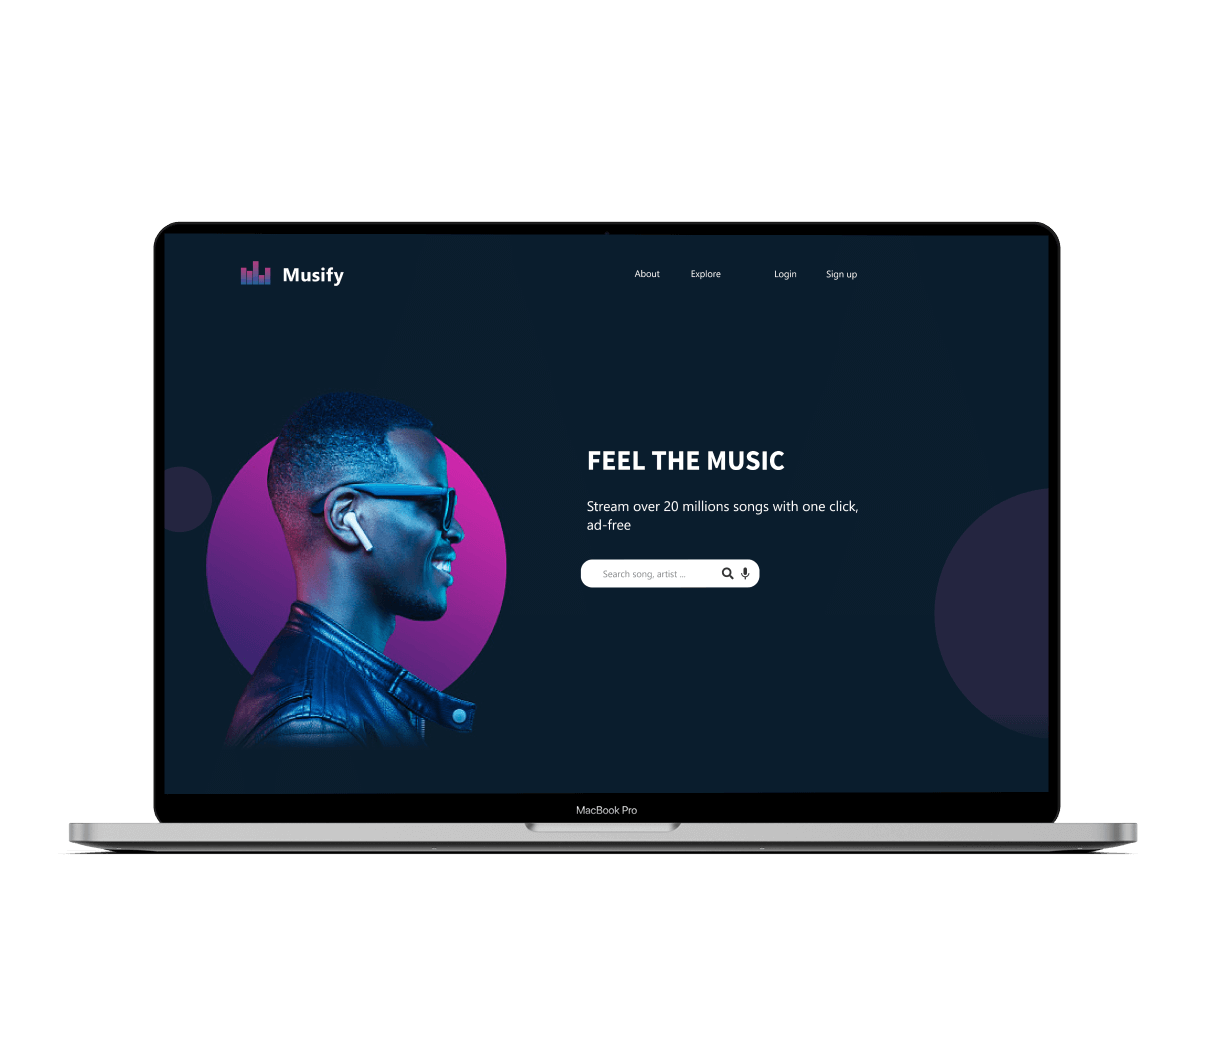 Musify
About
Explore
Login
Sign up
FEEL THE MUSIC
Stream over 20 millions songs with one click,
ad-free
Search song, artist ...
MacBook Pro